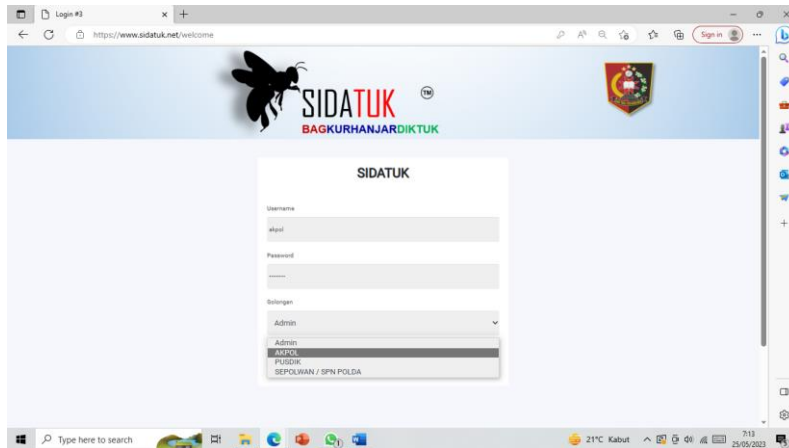 Login #3
https://www.sidatuk.net/welcome
Sign in
SIDATUK
TM
BAGKURHANJARDIKTUK
SIDATUK
Username
akpol
Password
Golongan
Admin
Admin
AKPOL
PUSDIK
SEPOLWAN / SPN POLDA
Type here to search
21°C Kabut
7:13
25/05/2023